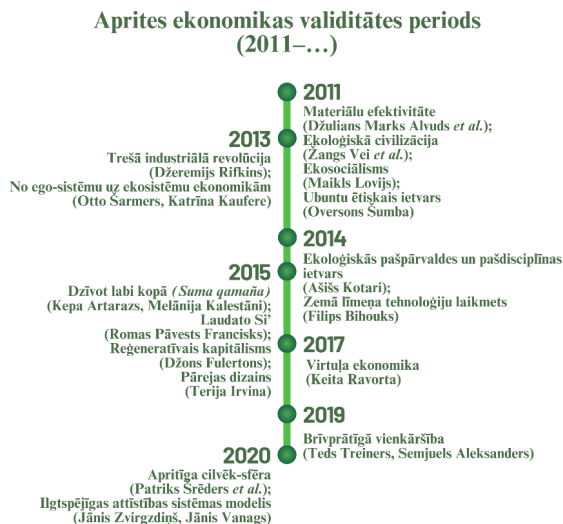 Aprites ekonomikas validitātes periods
(2011–...)
2011
Materiālu efektivitāte
(Džulians Marks Alvuds et al.);
Ekoloģiskā civilizācija
(Žangs Vei et al.);
Ekosociālisms
(Maikls Lovijs);
Ubuntu ētiskais ietvars
(Oversons Šumba)
2013
Trešā industriālā revolūcija
(Džeremijs Rifkins);
No ego-sistēmu uz ekosistēmu ekonomikām
(Otto Šarmers, Katrīna Kaufere)
2014
Ekoloģiskās pašpārvaldes un pašdisciplīnas
ietvars
(Ašišs Kotari);
Zemā līmeņa tehnoloģiju laikmets
(Filips Bihouks)
2015
Dzīvot labi kopā (Suma qamaña)
(Kepa Artarazs, Melānija Kalestāni);
Laudato Si’
(Romas Pāvests Francisks);
Reģeneratīvais kapitālisms
(Džons Fulertons);
Pārejas dizains
(Terija Irvina)
2017
Virtuļa ekonomika
(Keita Ravorta)
2019
Brīvprātīgā vienkāršība
(Teds Treiners, Semjuels Aleksanders)
2020
Apritīga cilvēk-sfēra
(Patriks Šrēders et al.);
Ilgtspējīgas attīstības sistēmas modelis
(Jānis Zvirgzdiņš, Jānis Vanags)